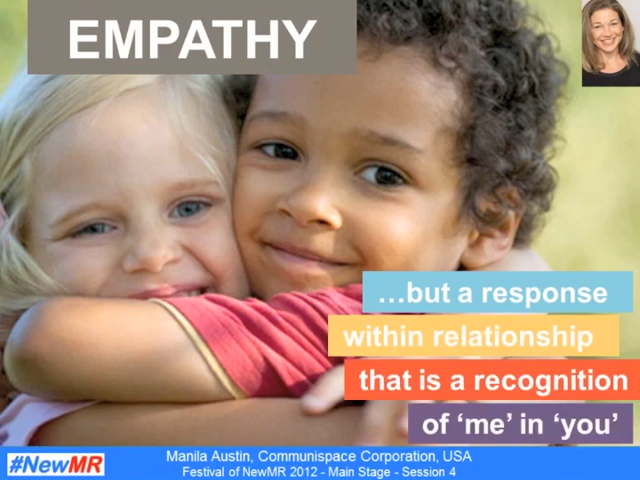 EMPATHY
...but a response
within relationship
that is a recognition
of ‘me’ in ‘you’
#NewMR
Manila Austin, Communispace Corporation, USA
Festival of NewMR 2012 - Main Stage - Session 4